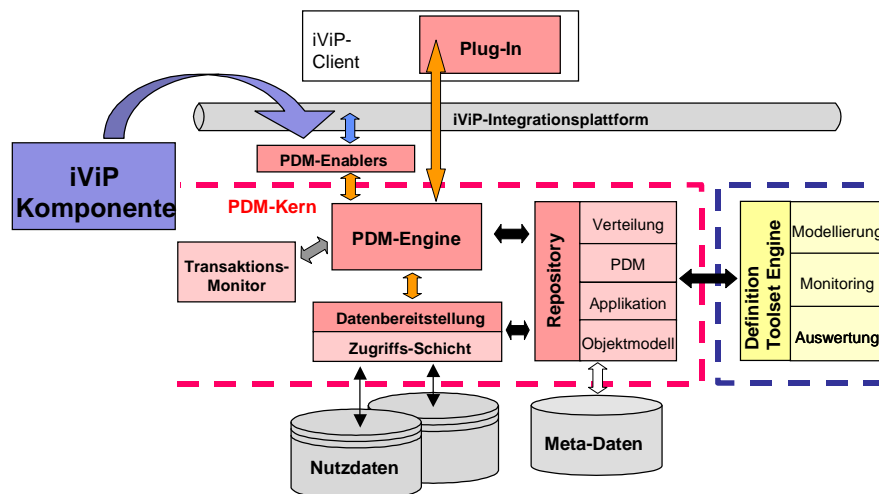 iViP-
Client
Plug-In
iViP-Integrationsplattform
PDM-Enablers
iViP
Komponente
PDM-Kern
PDM-Engine
Transaktions-
Monitor
Datenbereitstellung
Zugriffs-Schicht
Repository
Verteilung
PDM
Applikation
Objektmodell
Definition
Toolset Engine
Modellierung
Monitoring
Auswertung
Nutzdaten
Meta-Daten